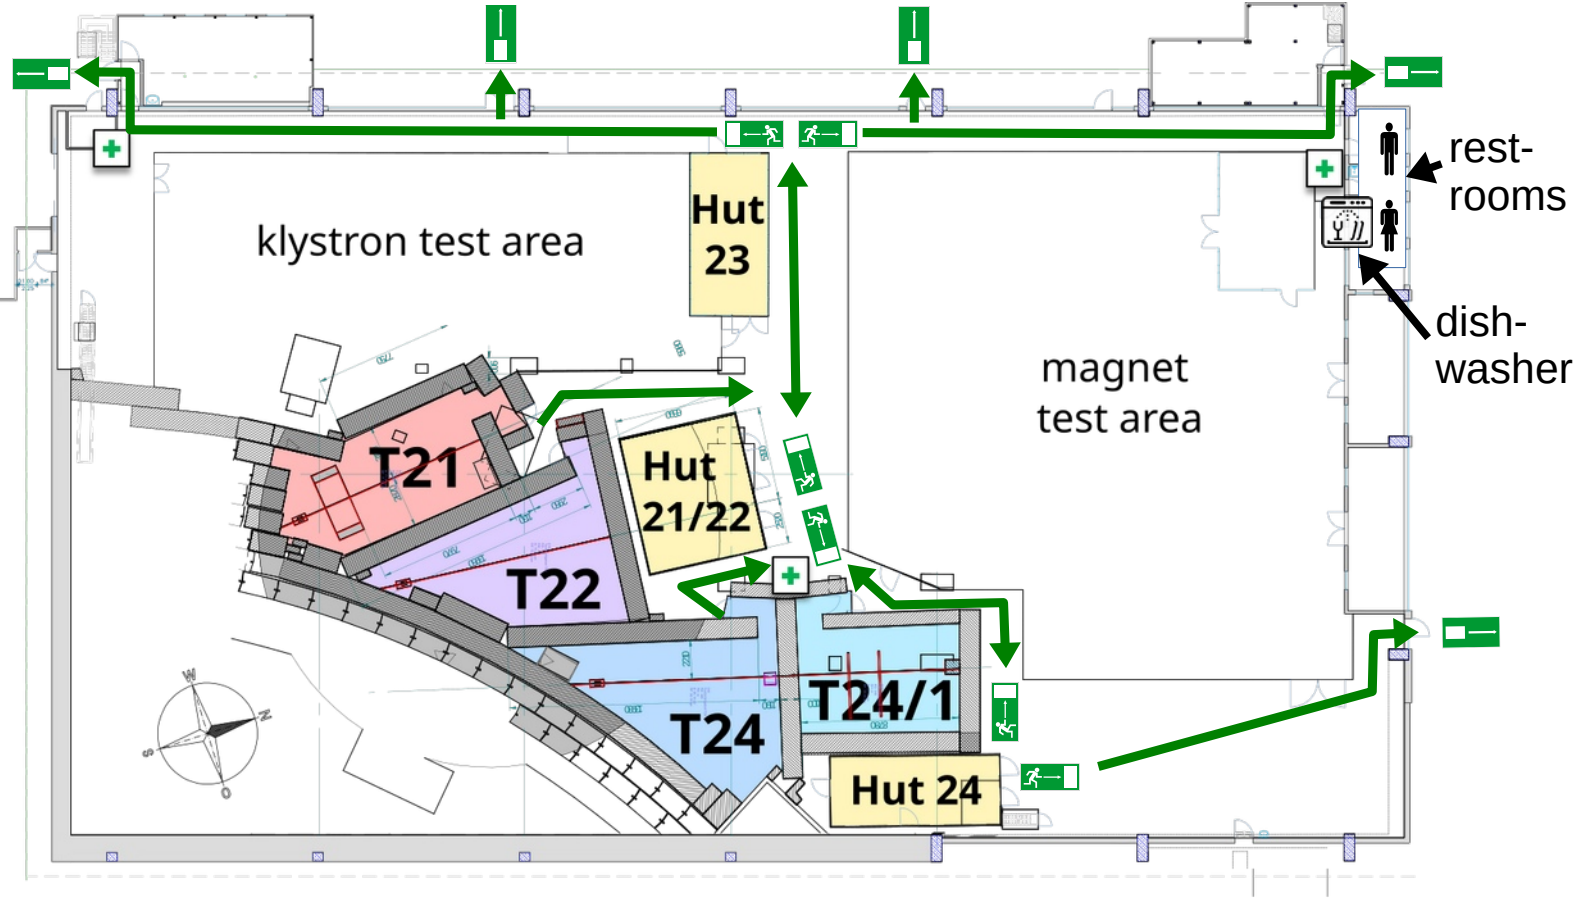 rest-
rooms
Hut
23
klystron test area
dish-
washer
magnet
test area
T21
Hut
21/22
T22
T24/1
T24
Hut 24
W
N
S
O